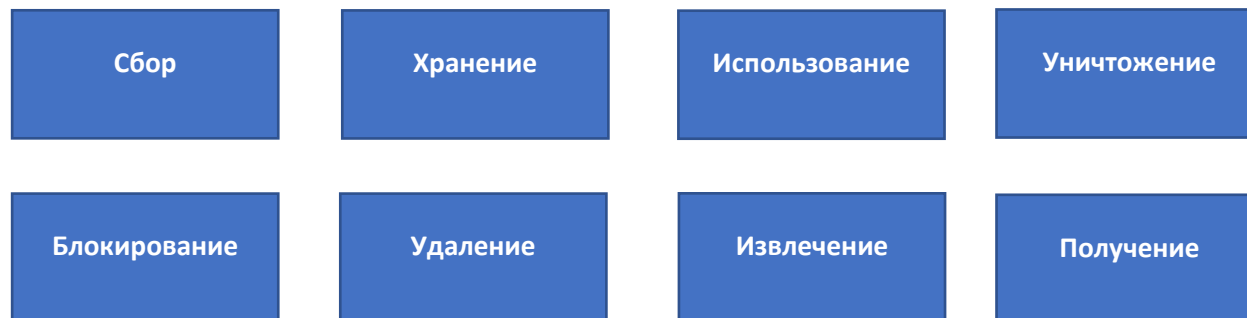 Сбор
Хранение
Использование
Уничтожение
Блокирование
Удаление
Извлечение
Получение